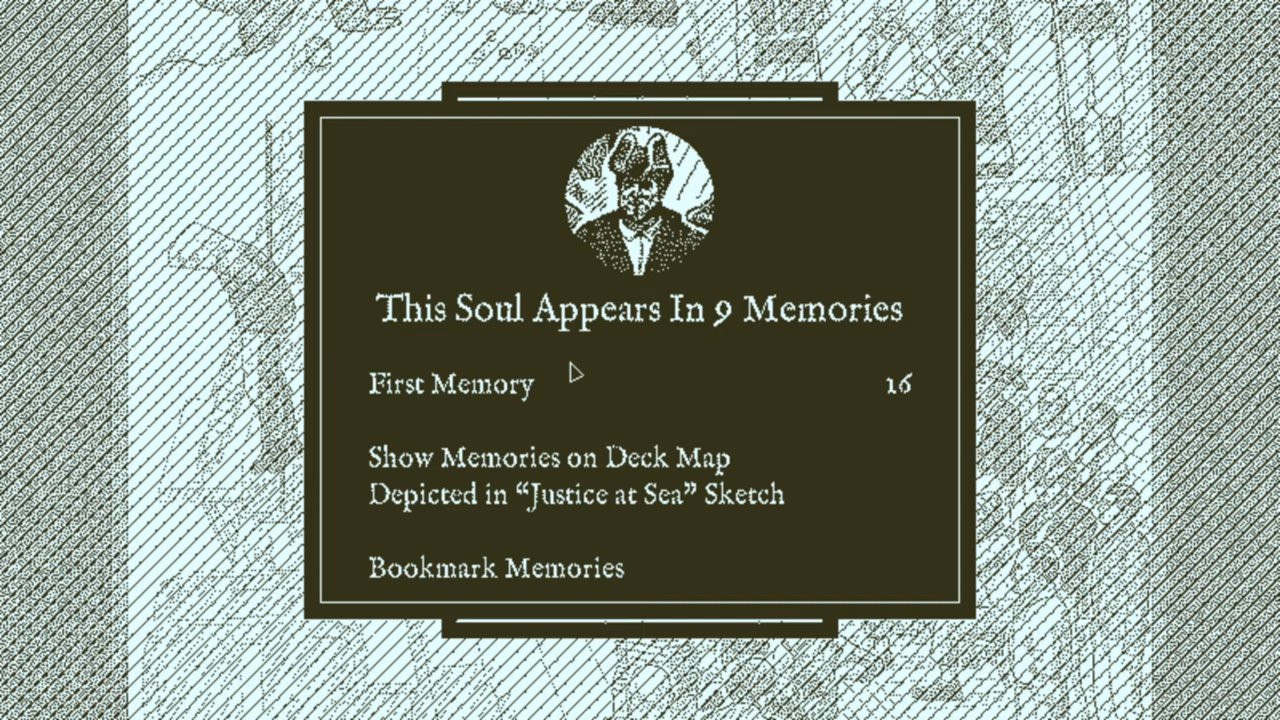 This Soul Appears In 9 Memories
First Memory 16
Show Memories on Deck Map
Depicted in “Justice at Sea” Sketch
Bookmark Memories